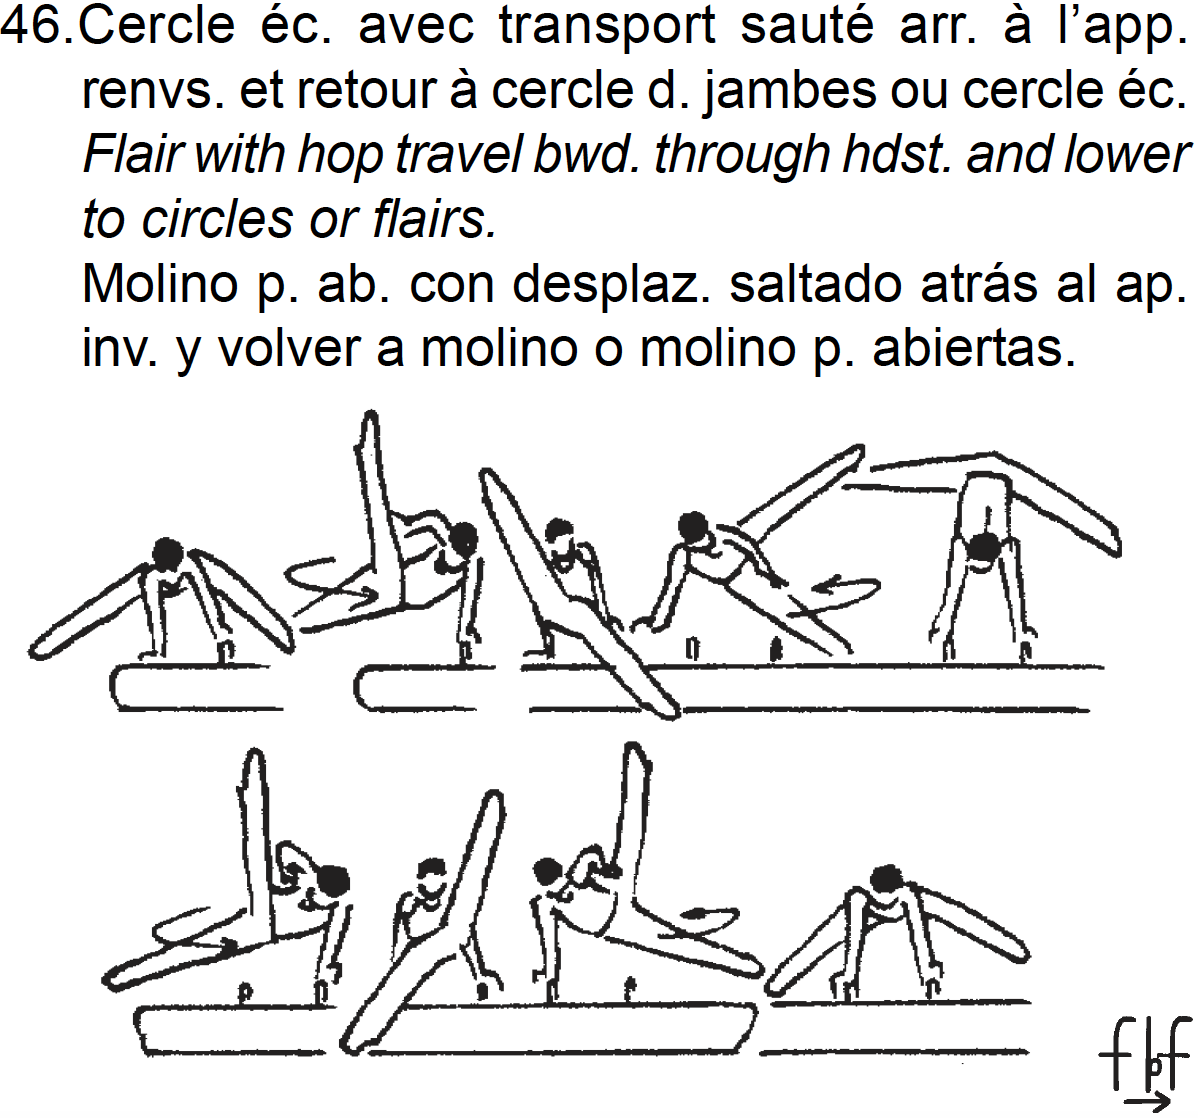 46.Cercle éc. avec transport sauté arr. à l’app.
renvs. et retour à cercle d. jambes ou cercle éc.
Flair with hop travel bwd. through hdst. and lower
to circles or flairs.
Molino p. ab. con desplaz. saltado atrás al ap.
inv. y volver a molino o molino p. abiertas.